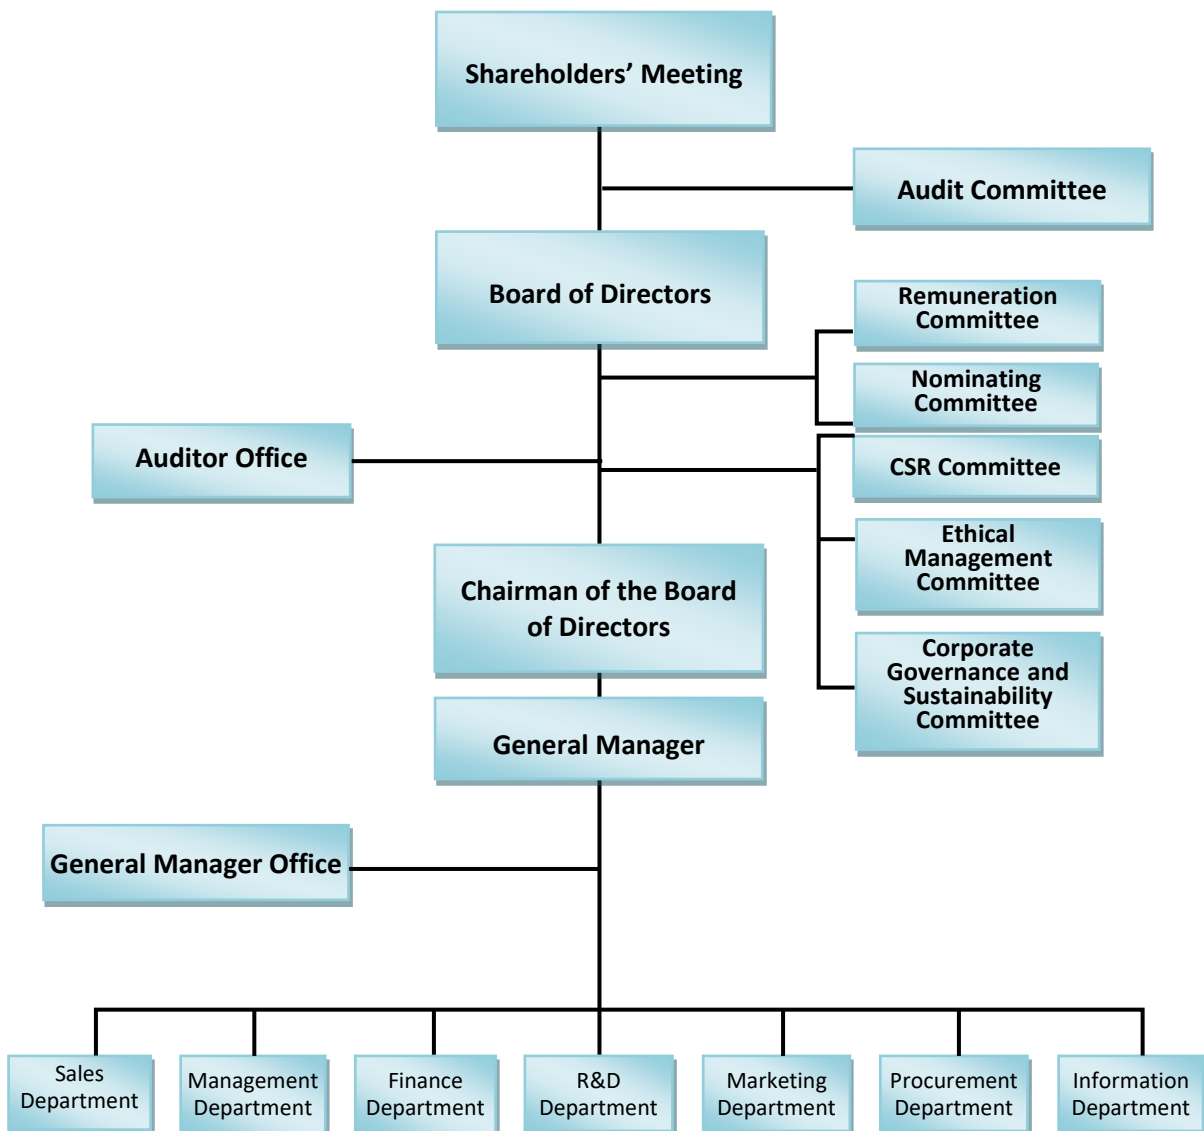 Shareholders’ Meeting
Audit Committee
Board of Directors
Remuneration
Committee
Nominating
Committee
Auditor Office
CSR Committee
Ethical
Management
Committee
Chairman of the Board
of Directors
Corporate
Governance and
Sustainability
Committee
General Manager
General Manager Office
Sales
Department
Management
Department
Finance
Department
R&D
Department
Marketing
Department
Procurement
Department
Information
Department